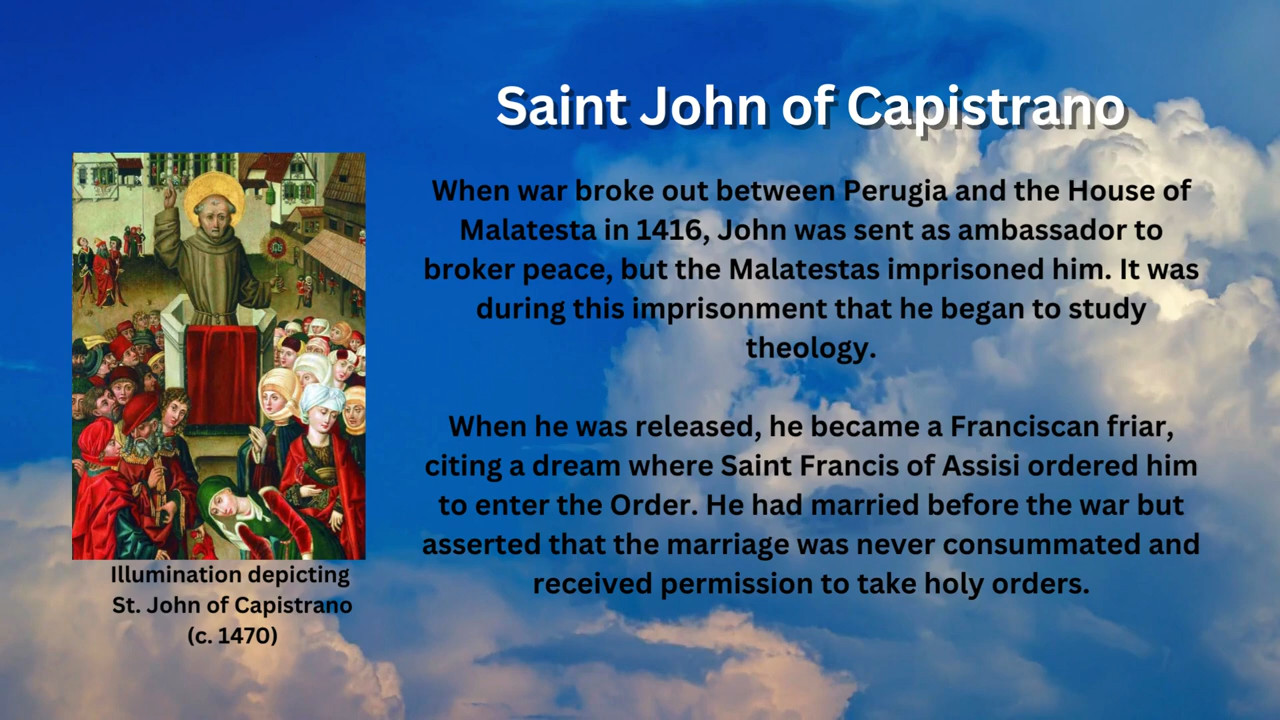 Saint John of Capistrano
When war broke out between Perugia and the House of
Malatesta in 1416, John was sent as ambassador to
broker peace, but the Malatestas imprisoned him. It was
during this imprisonment that he began to study
theology.
When he was released, he became a Franciscan friar,
citing a dream where Saint Francis of Assisi ordered him
to enter the Order. He had married before the war but
asserted that the marriage was never consummated and
received permission to take holy orders.
Illumination depicting
St. John of Capistrano
(c. 1470)